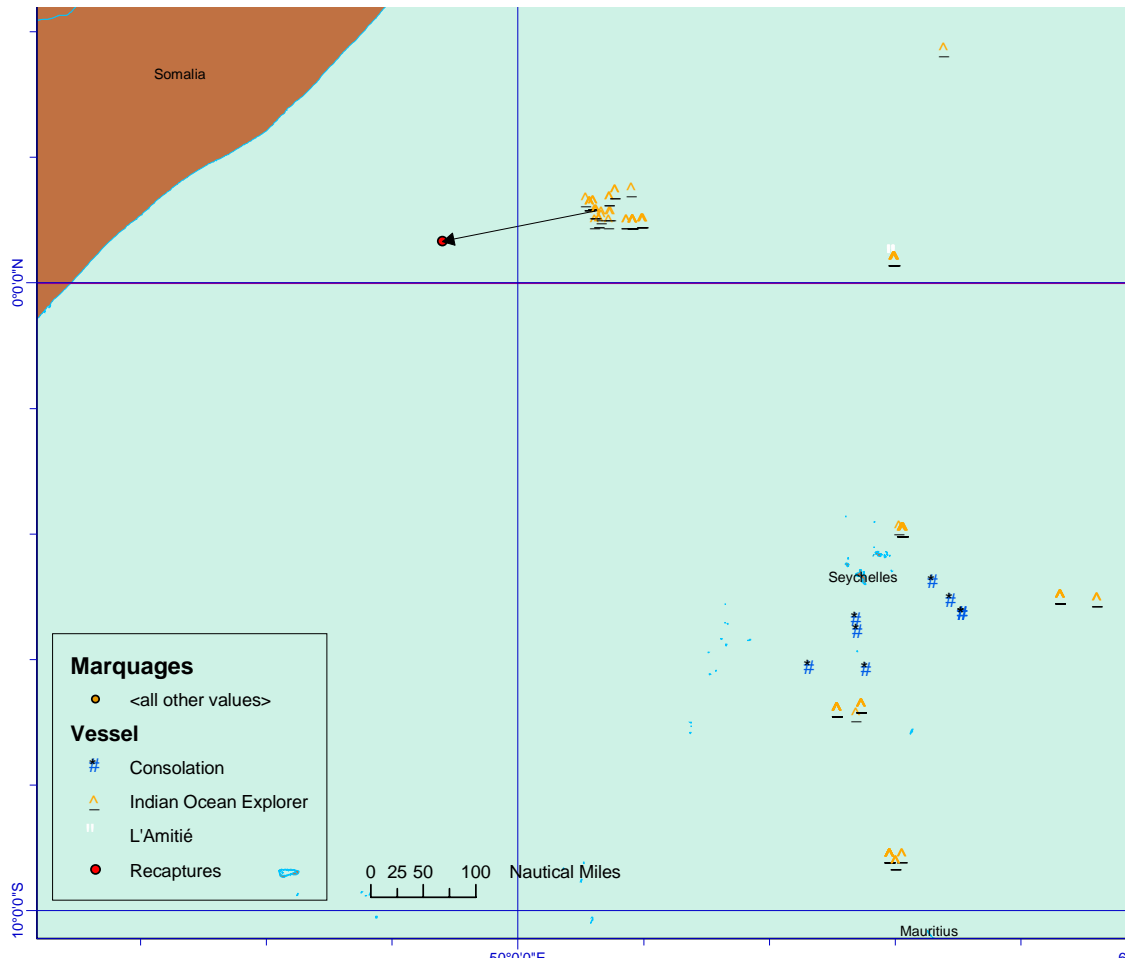 Somalia
0°0'0"N
Seychelles
Marquages
<all other values>
Vessel
Consolation
Indian Ocean Explorer
L'Amitié
Recaptures
0 25 50 100 Nautical Miles
10°0'0"S
Mauritius
50°0'0"E
6